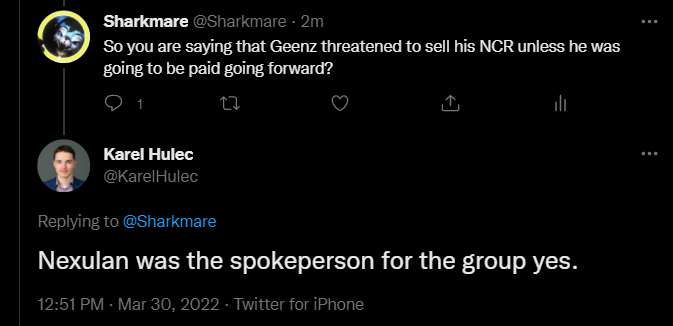 Sharkmare @Sharkmare · 2m
So you are saying that Geenz threatened to sell his NCR unless he was
going to be paid going forward?
1
Karel Hulec
@KarelHulec
Replying to @Sharkmare
Nexulan was the spokeperson for the group yes.
12:51 PM · Mar 30, 2022 · Twitter for iPhone